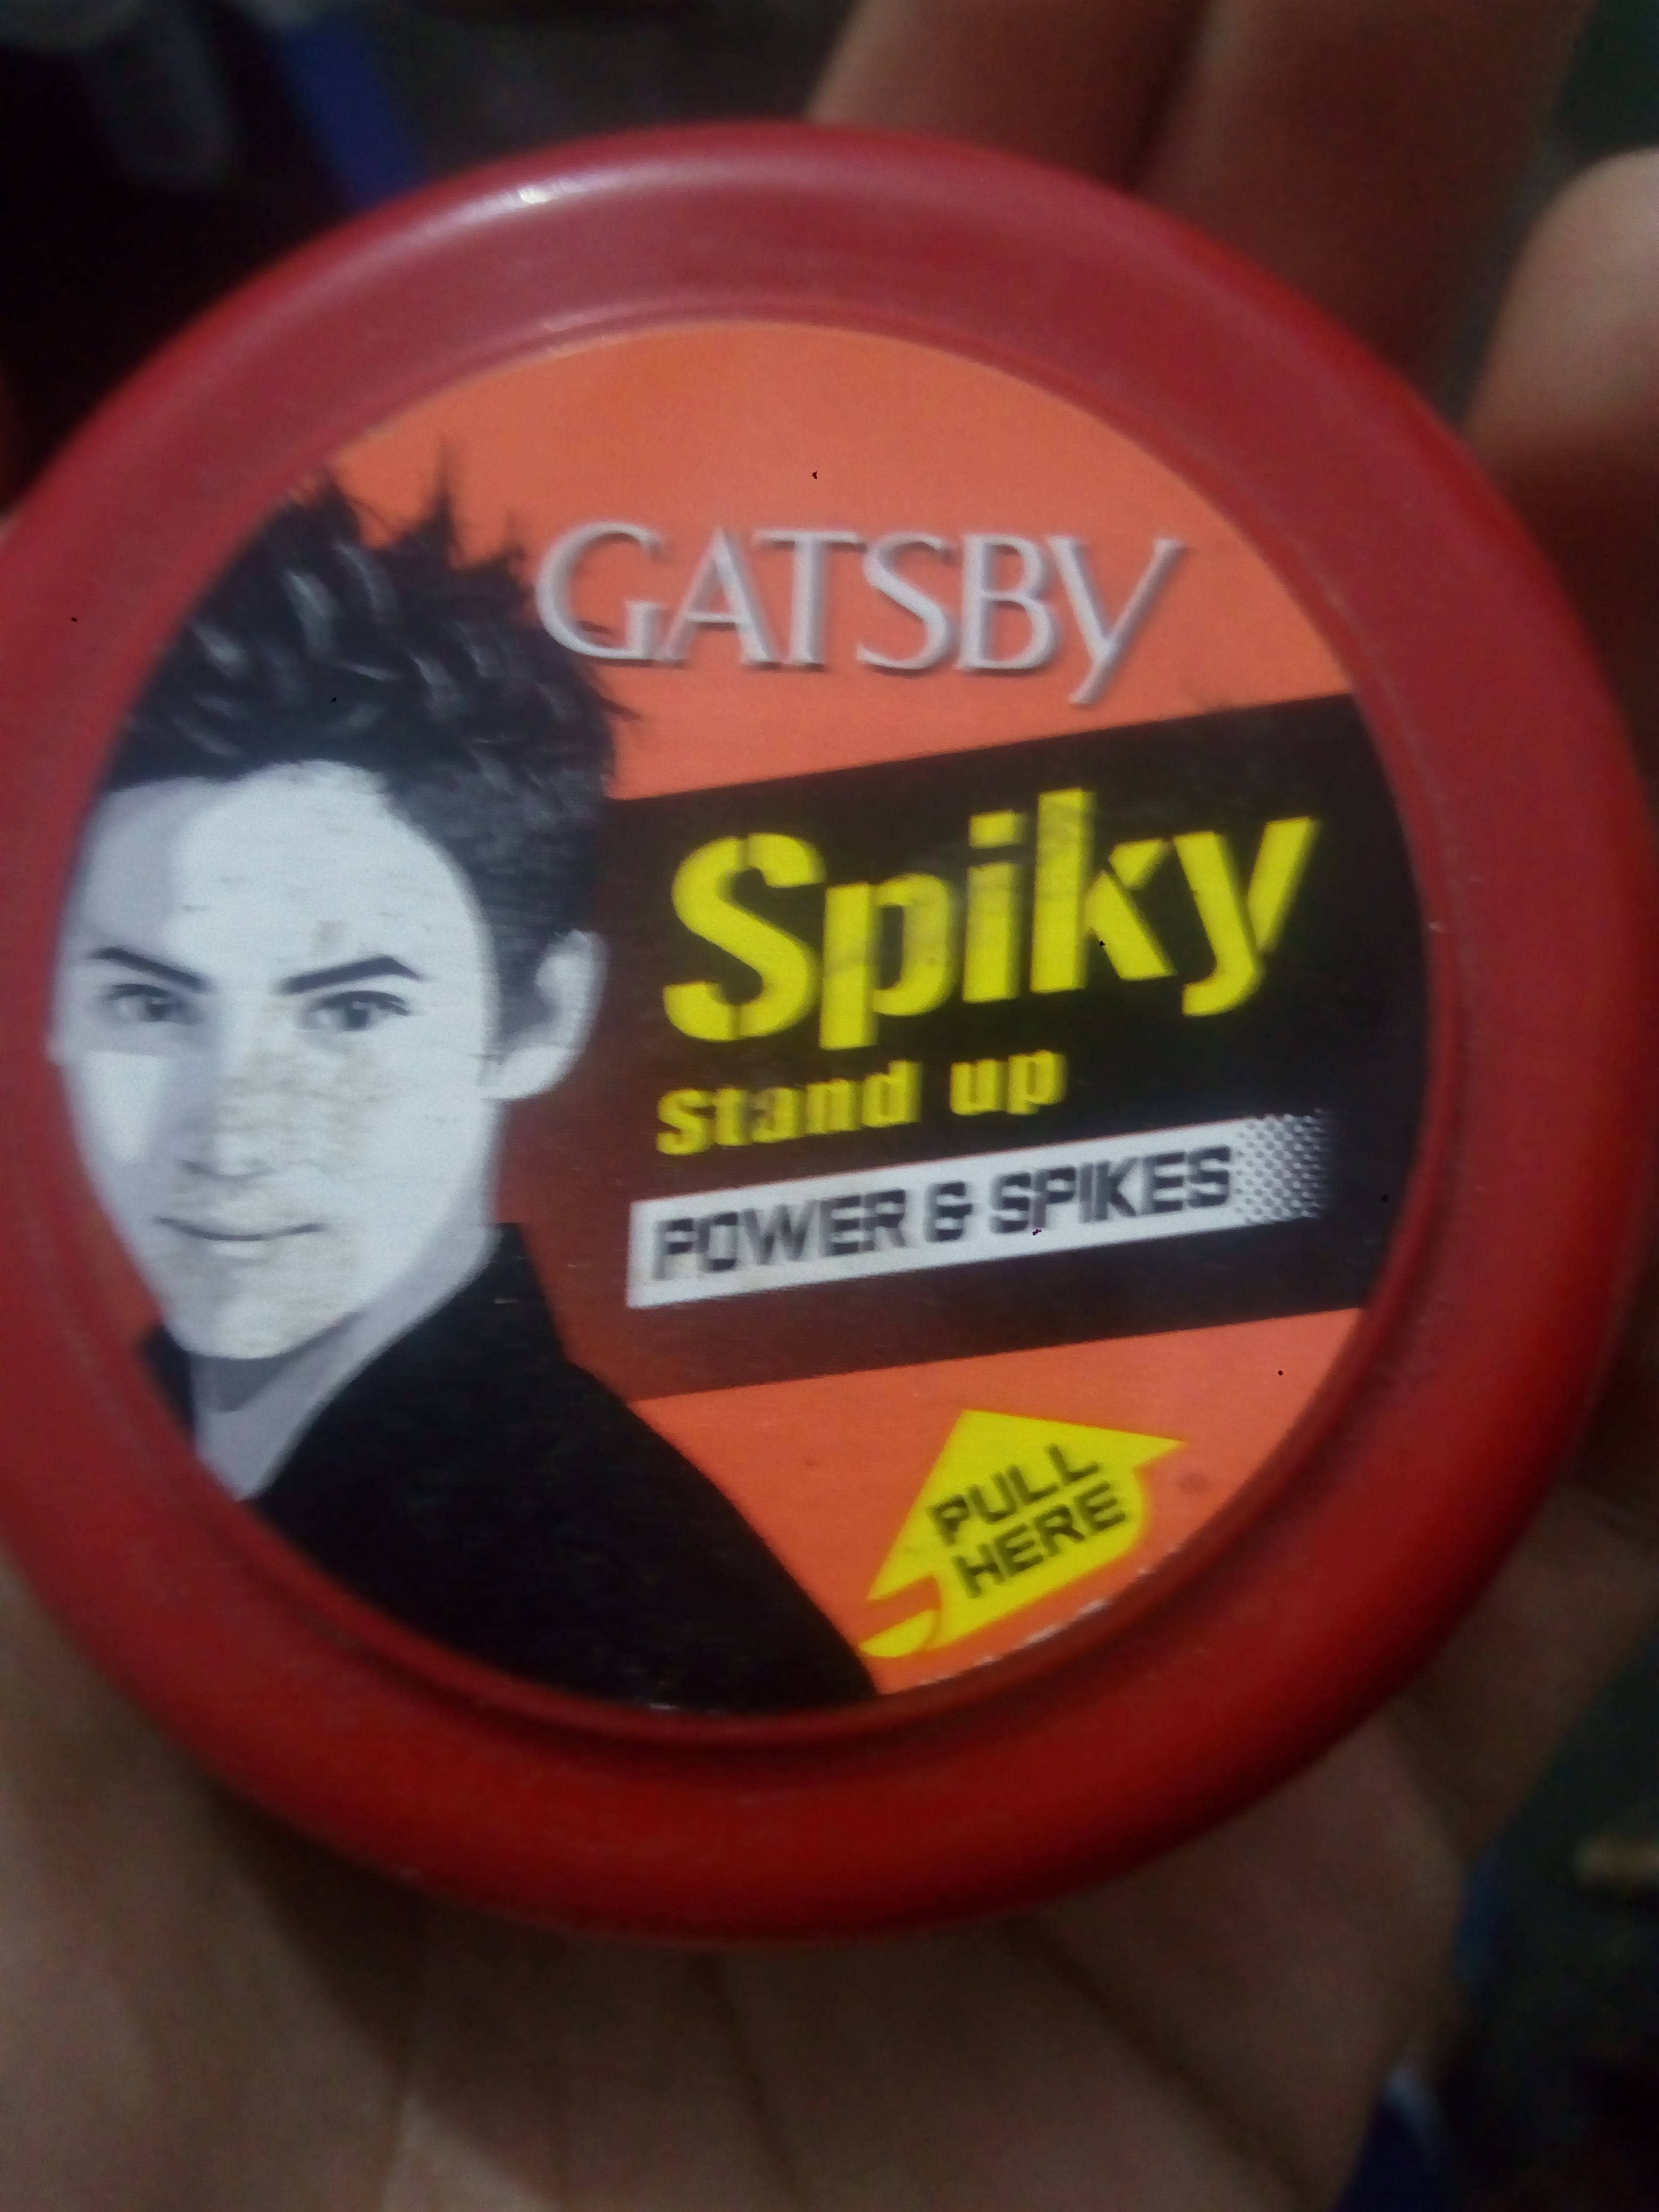 GATSBY
Spiky
Stand up
POWER & SPIKES
PULL
HERE